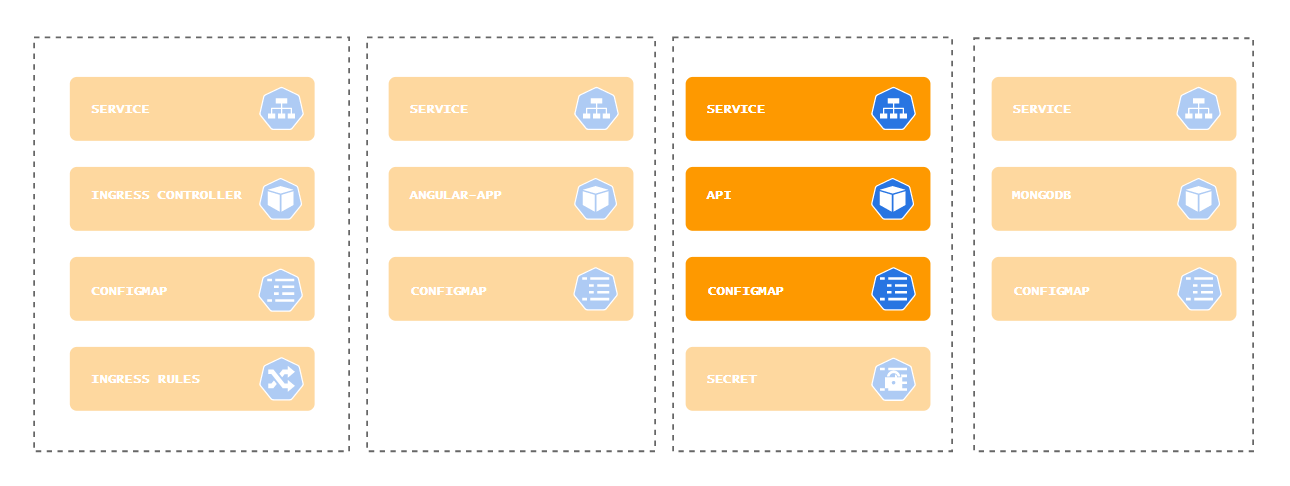 SERVICE
INGRESS CONTROLLER
CONFIGMAP
INGRESS RULES
SERVICE
ANGULAR-APP
CONFIGMAP
SERVICE
API
CONFIGMAP
SECRET
SERVICE
MONGODB
CONFIGMAP